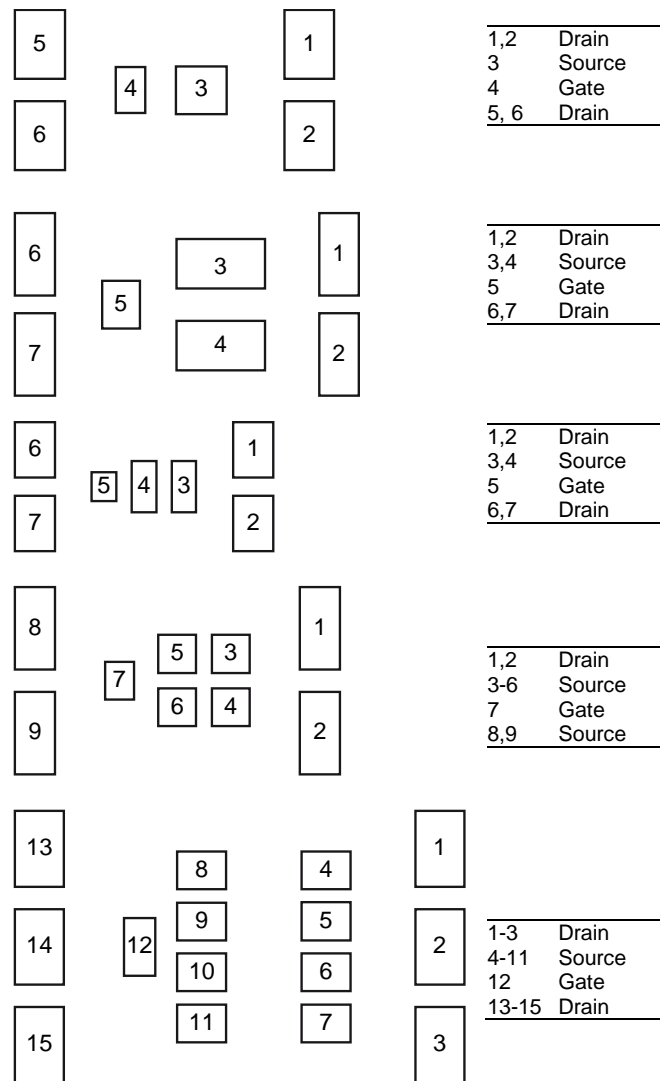 5
1
4
3
6
2
1,2 Drain
3 Source
4 Gate
5, 6 Drain
6
1
3
5
4
7
2
1,2 Drain
3,4 Source
5 Gate
6,7 Drain
6
1
5
4
3
7
2
1,2 Drain
3,4 Source
5 Gate
6,7 Drain
8
1
5
3
7
6
4
9
2
1,2 Drain
3-6 Source
7 Gate
8,9 Source
13
1
8
4
9
5
14
12
2
10
6
11
7
15
3
1-3 Drain
4-11 Source
12 Gate
13-15 Drain